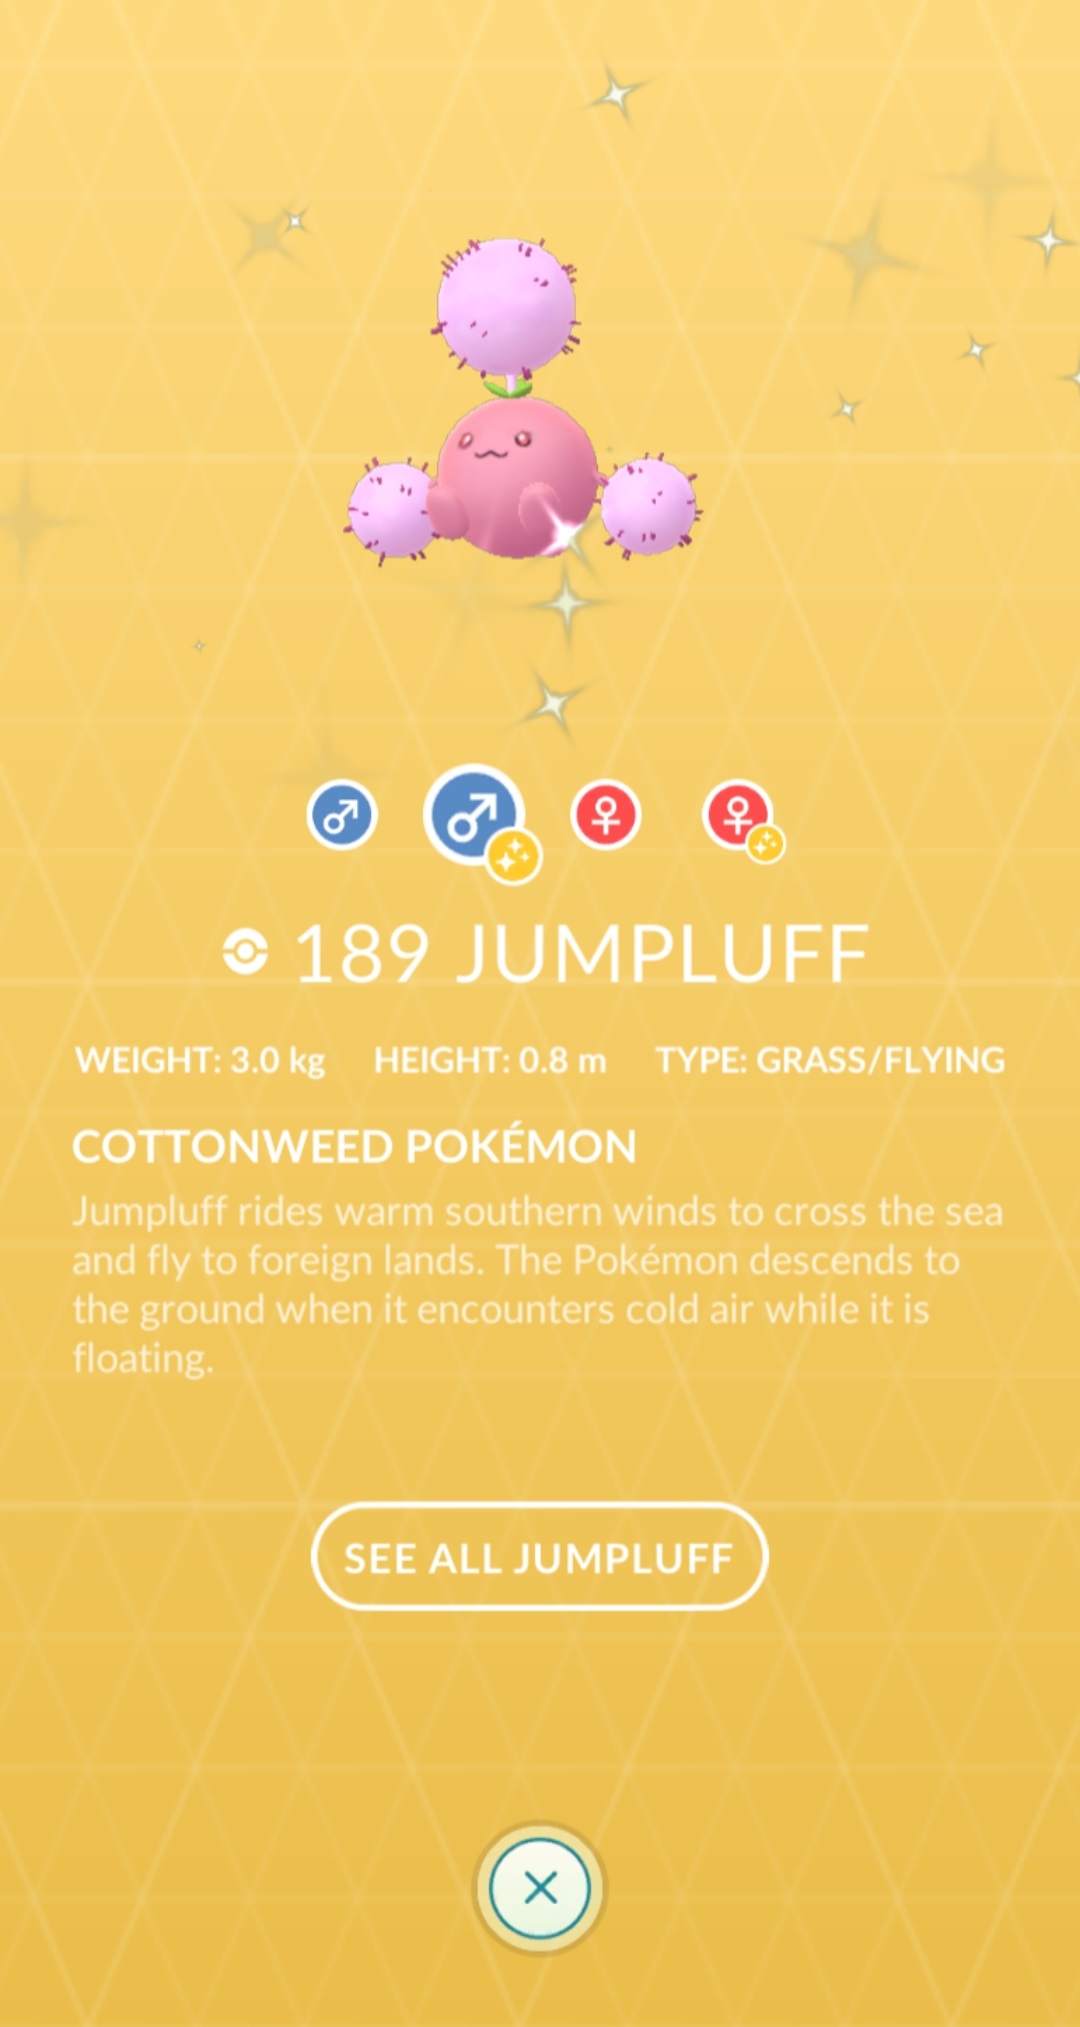 189 JUMPLUFF
WEIGHT: 3.0 kg HEIGHT: 0.8 m TYPE: GRASS/FLYING
COTTONWEED POKÉMON
Jumpluff rides warm southern winds to cross the sea
and fly to foreign lands. The Pokémon descends to
the ground when it encounters cold air while it is
floating.
SEE ALL JUMPLUFF